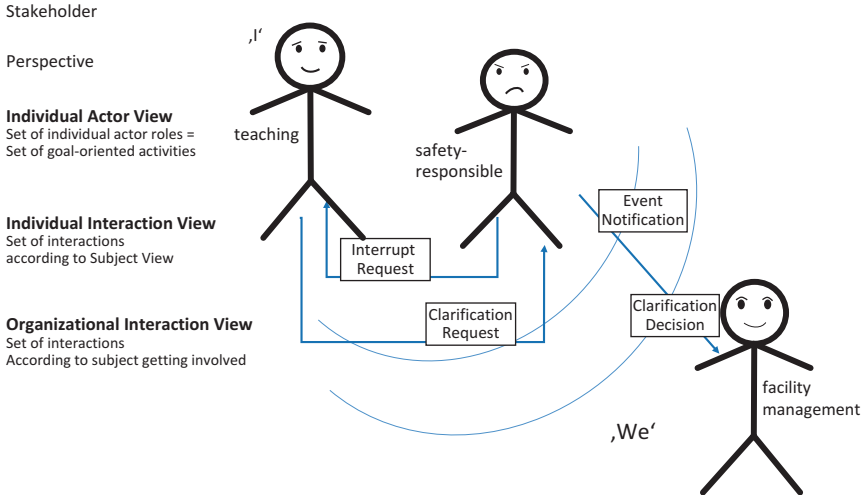 Stakeholder
Perspective
Individual Actor View
Set of individual actor roles =
Set of goal-oriented activities
Individual Interaction View
Set of interactions
according to Subject View
Organizational Interaction View
Set of interactions
According to subject getting involved
‚I‘
teaching
safety-
responsible
Interrupt
Request
Clarification
Request
Event
Notification
Clarification
Decision
facility
management
‚We‘